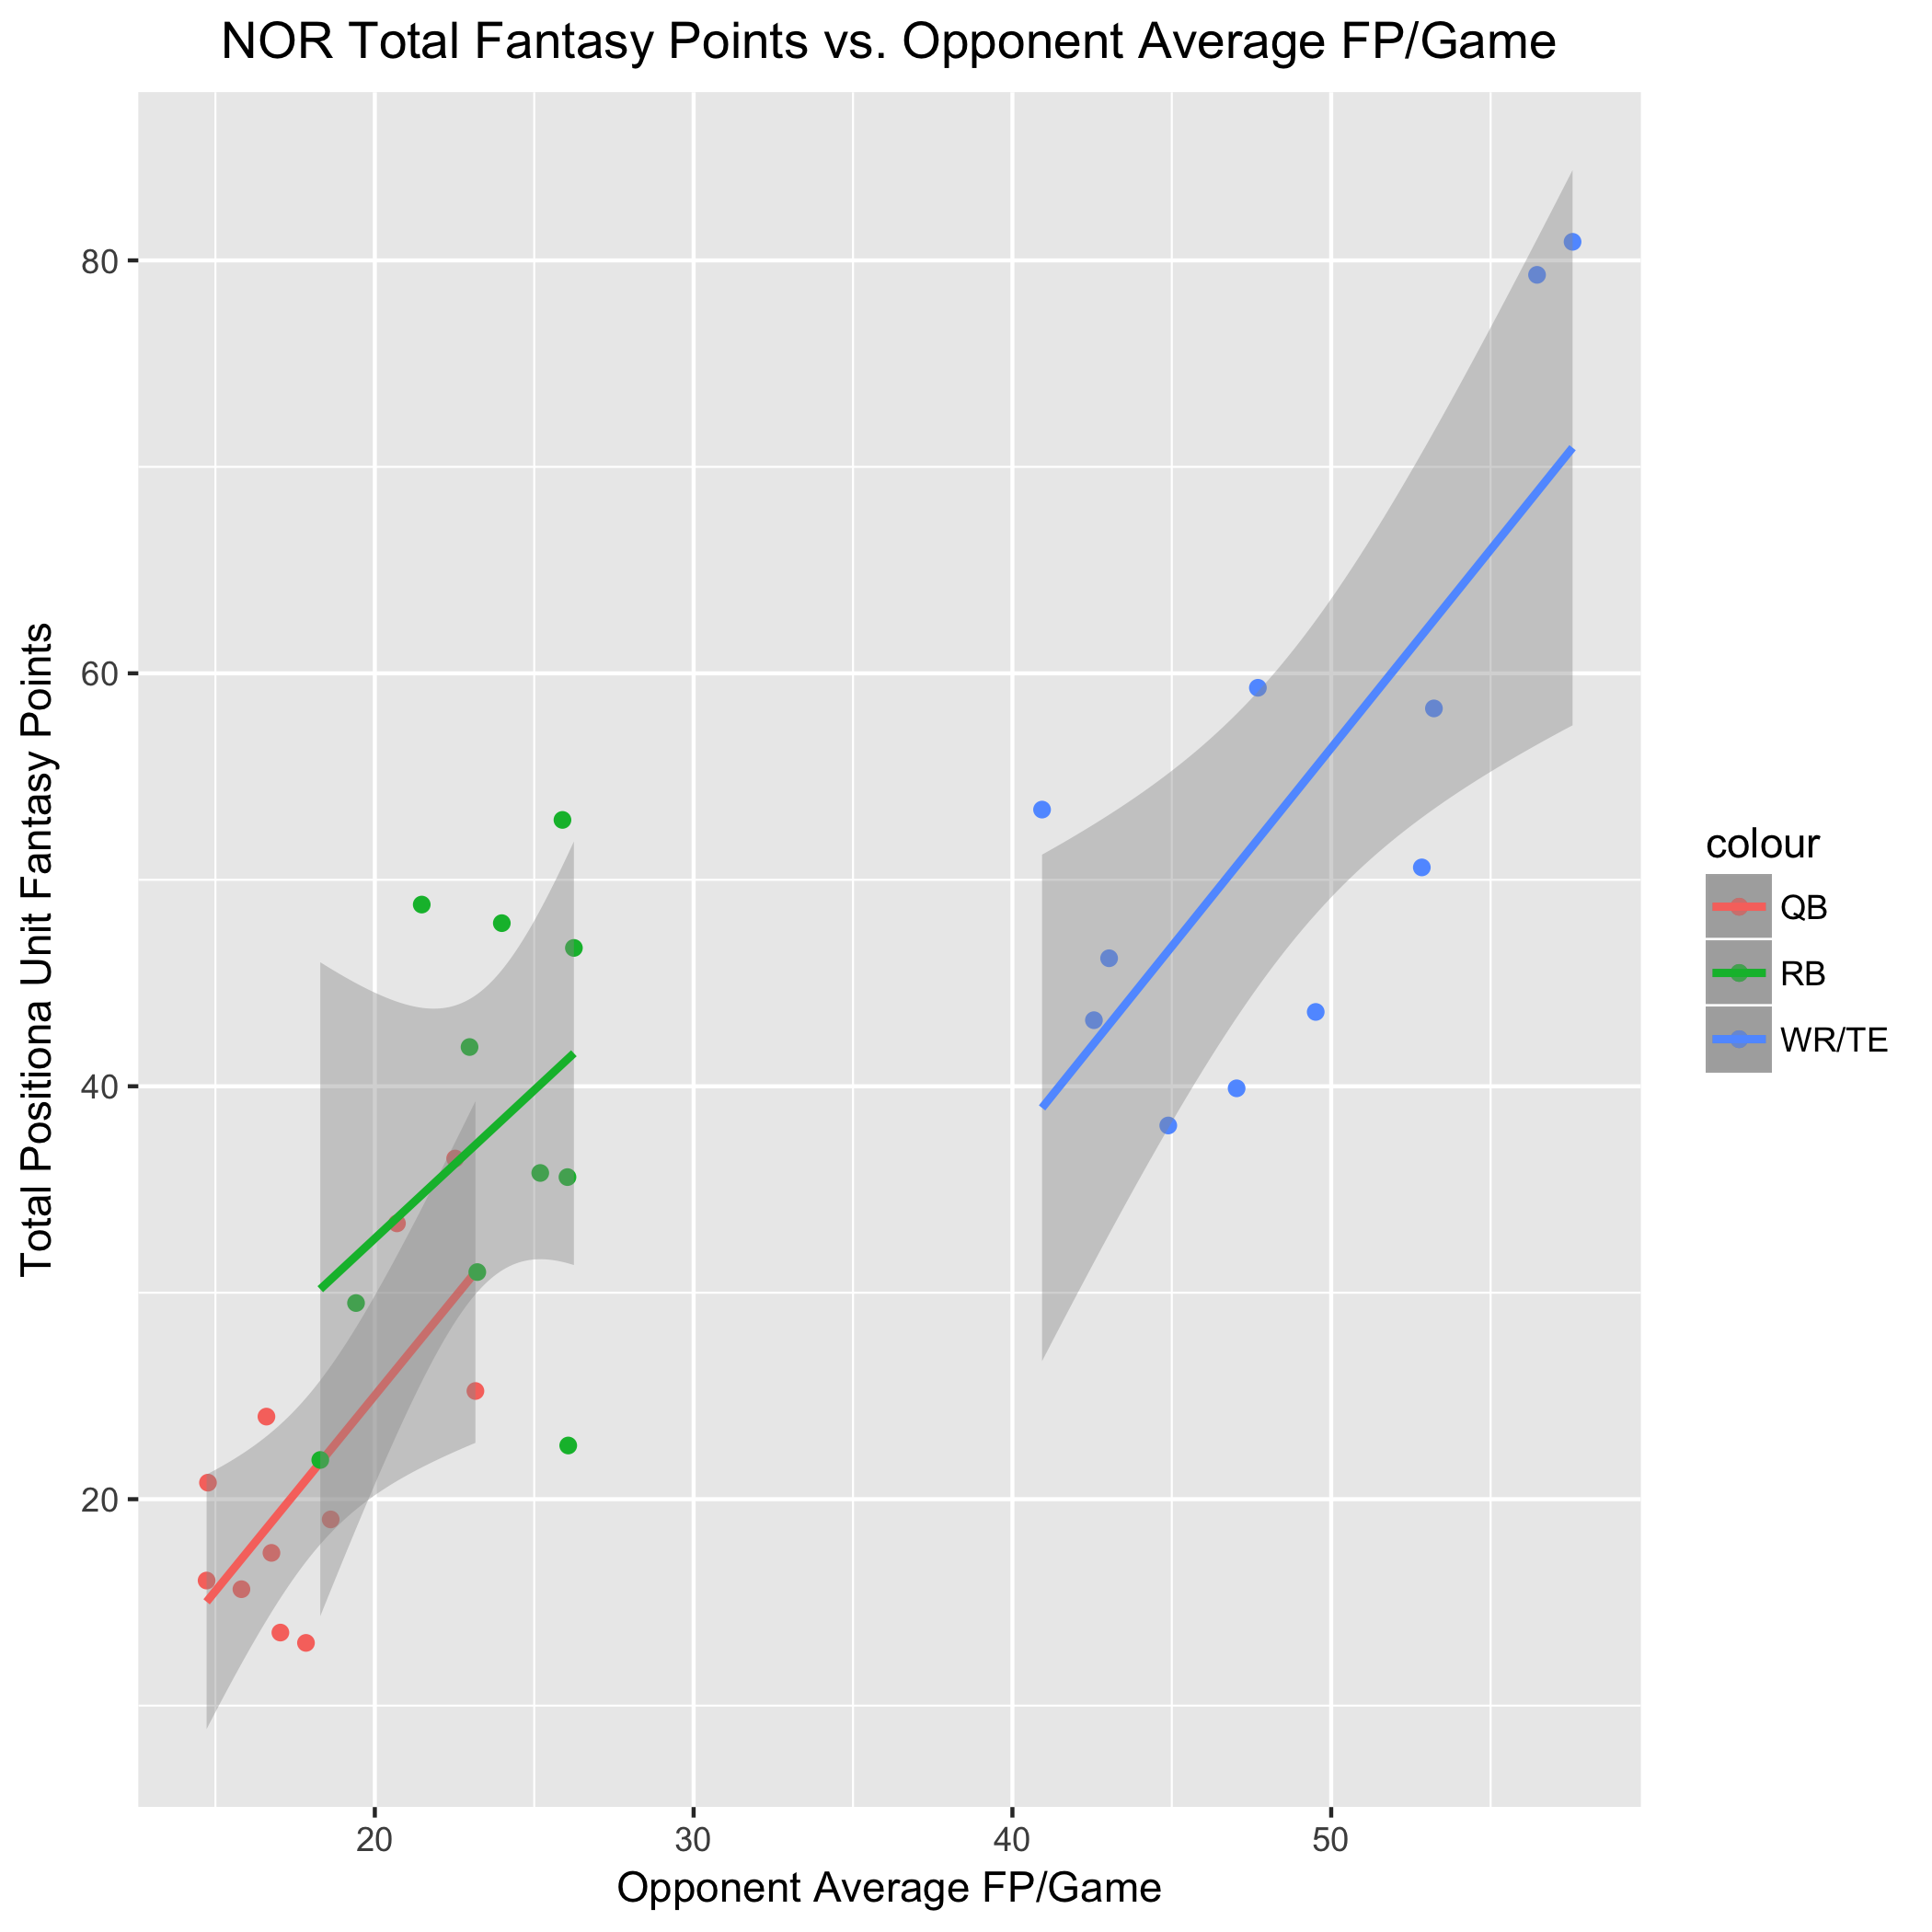 NOR Total Fantasy Points vs. Opponent Average FP/Game
Total Positiona Unit Fantasy Points
80
60
40
20
20
30
40
50
Opponent Average FP/Game
colour
QB
RB
WR/TE